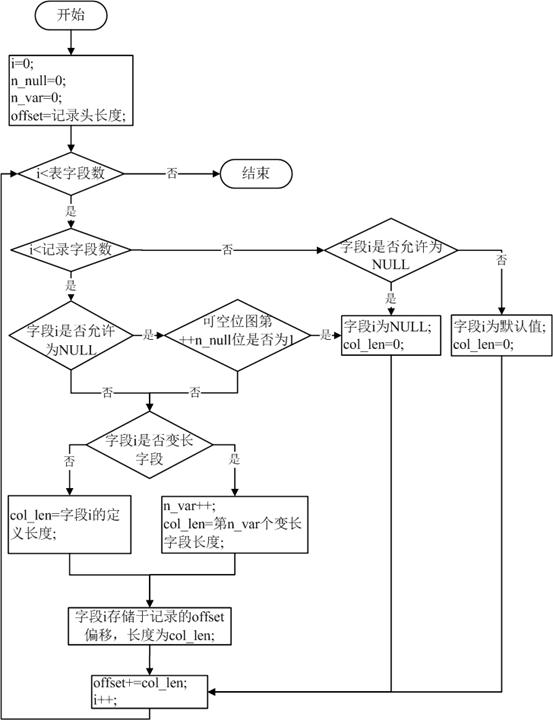 开始
i=0;
n_null=0;
n_var=0;
offset=记录头长度;
i<表字段数
否
结束
是
i<记录字段数
否
字段i是否允许为
NULL
是
是
否
字段i是否允许
为NULL
是
可空位图第
++n_null位是否为1
是
字段i为NULL;
col_len=0;
字段i为默认值;
col_len=0;
否
否
字段i是否变长
字段
否
是
col_len=字段i的定
义长度;
n_var++;
col_len=第n_var个变长
字段长度;
字段i存储于记录的offset
偏移，长度为col_len;
offset+=col_len;
i++;